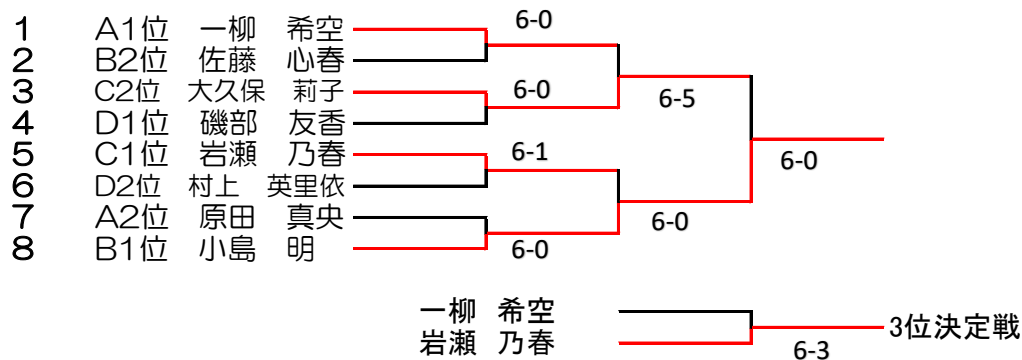 1 A1位 一柳 希空
2 B2位 佐藤 心春
3 C2位 大久保 莉子
4 D1位 磯部 友香
5 C1位 岩瀬 乃春
6 D2位 村上 英里依
7 A2位 原田 真央
8 B1位 小島 明
6-0
6-0
6-1
6-0
6-5
6-0
6-0
一柳 希空
岩瀬 乃春
6-3
3位決定戦